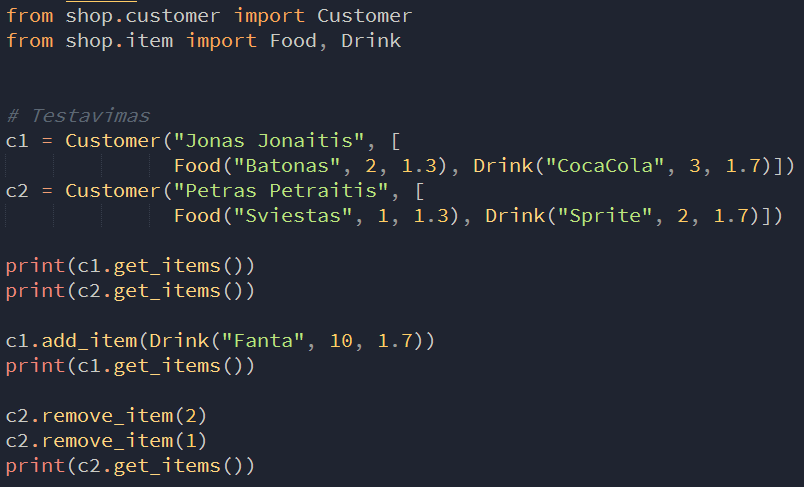 from shop.customer import Customer
from shop.item import Food, Drink
# Testavimas
c1 = Customer("Jonas Jonaitis", [
Food("Batonas", 2, 1.3), Drink("CocaCola", 3, 1.7)])
c2 = Customer("Petras Petraitis", [
Food("Sviestas", 1, 1.3), Drink("Sprite", 2, 1.7)])
print(c1.get_items())
print(c2.get_items())
c1.add_item(Drink("Fanta", 10, 1.7))
print(c1.get_items())
c2.remove_item(2)
c2.remove_item(1)
print(c2.get_items())